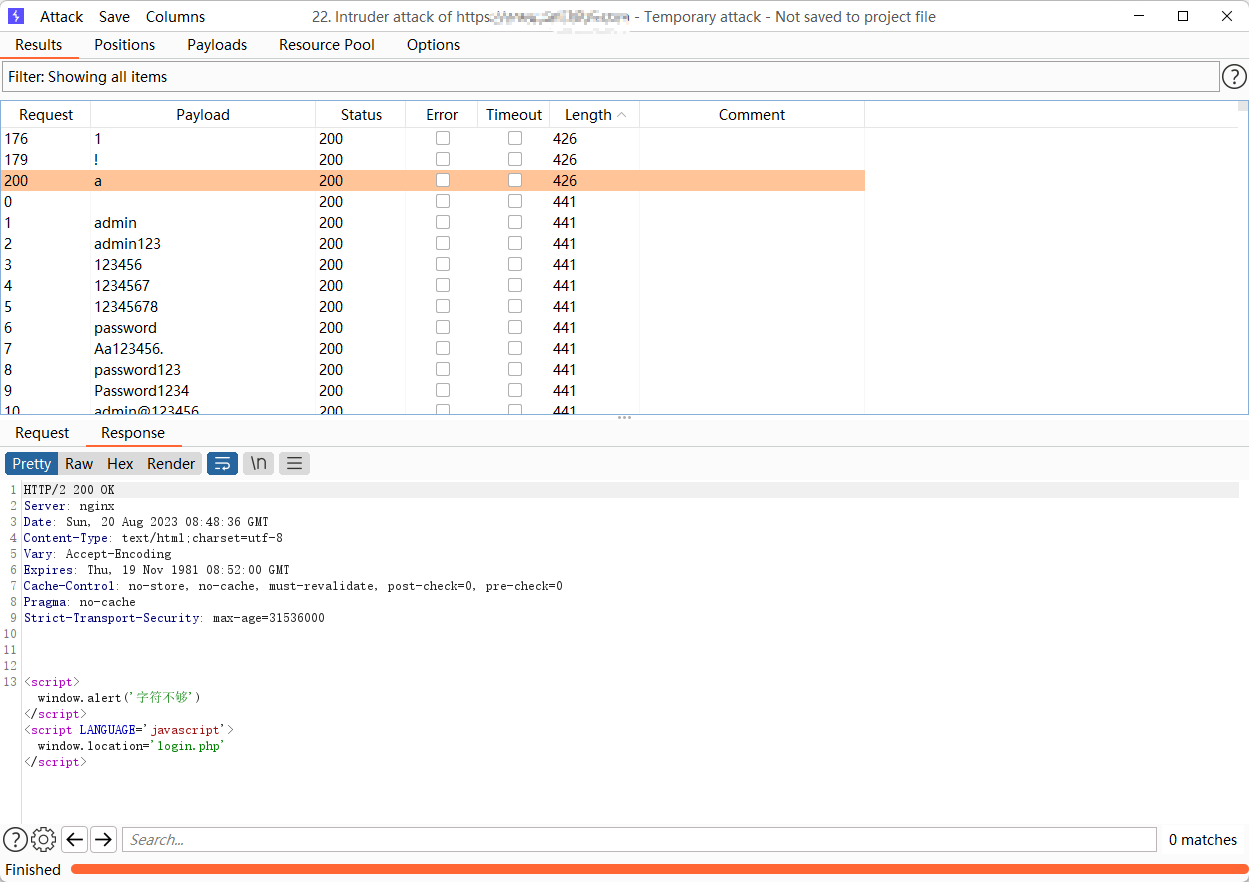 Attack Save Columns 22. Intruder attack of https: - Temporary attack - Not saved to project file
Results Positions Payloads Resource Pool Options
Filter: Showing all items
Request Payload Status Error Timeout Length Comment
176 1 200 426
179 ! 200 426
200 a 200 426
0 200 441
1 admin 200 441
2 admin123 200 441
3 123456 200 441
4 1234567 200 441
5 12345678 200 441
6 password 200 441
7 Aa123456. 200 441
8 password123 200 441
9 Password1234 200 441
10 admin@123456 200 441
Request Response
Pretty Raw Hex Render \n
1 HTTP/2 200 OK
2 Server: nginx
3 Date: Sun, 20 Aug 2023 08:48:36 GMT
4 Content-Type: text/html;charset=utf-8
5 Vary: Accept-Encoding
6 Expires: Thu, 19 Nov 1981 08:52:00 GMT
7 Cache-Control: no-store, no-cache, must-revalidate, post-check=0, pre-check=0
8 Pragma: no-cache
9 Strict-Transport-Security: max-age=31536000
10
11
12
13 <script>
window.alert('字符不够')
</script>
<script LANGUAGE='javascript'>
window.location='login.php'
</script>
Search... 0 matches
Finished